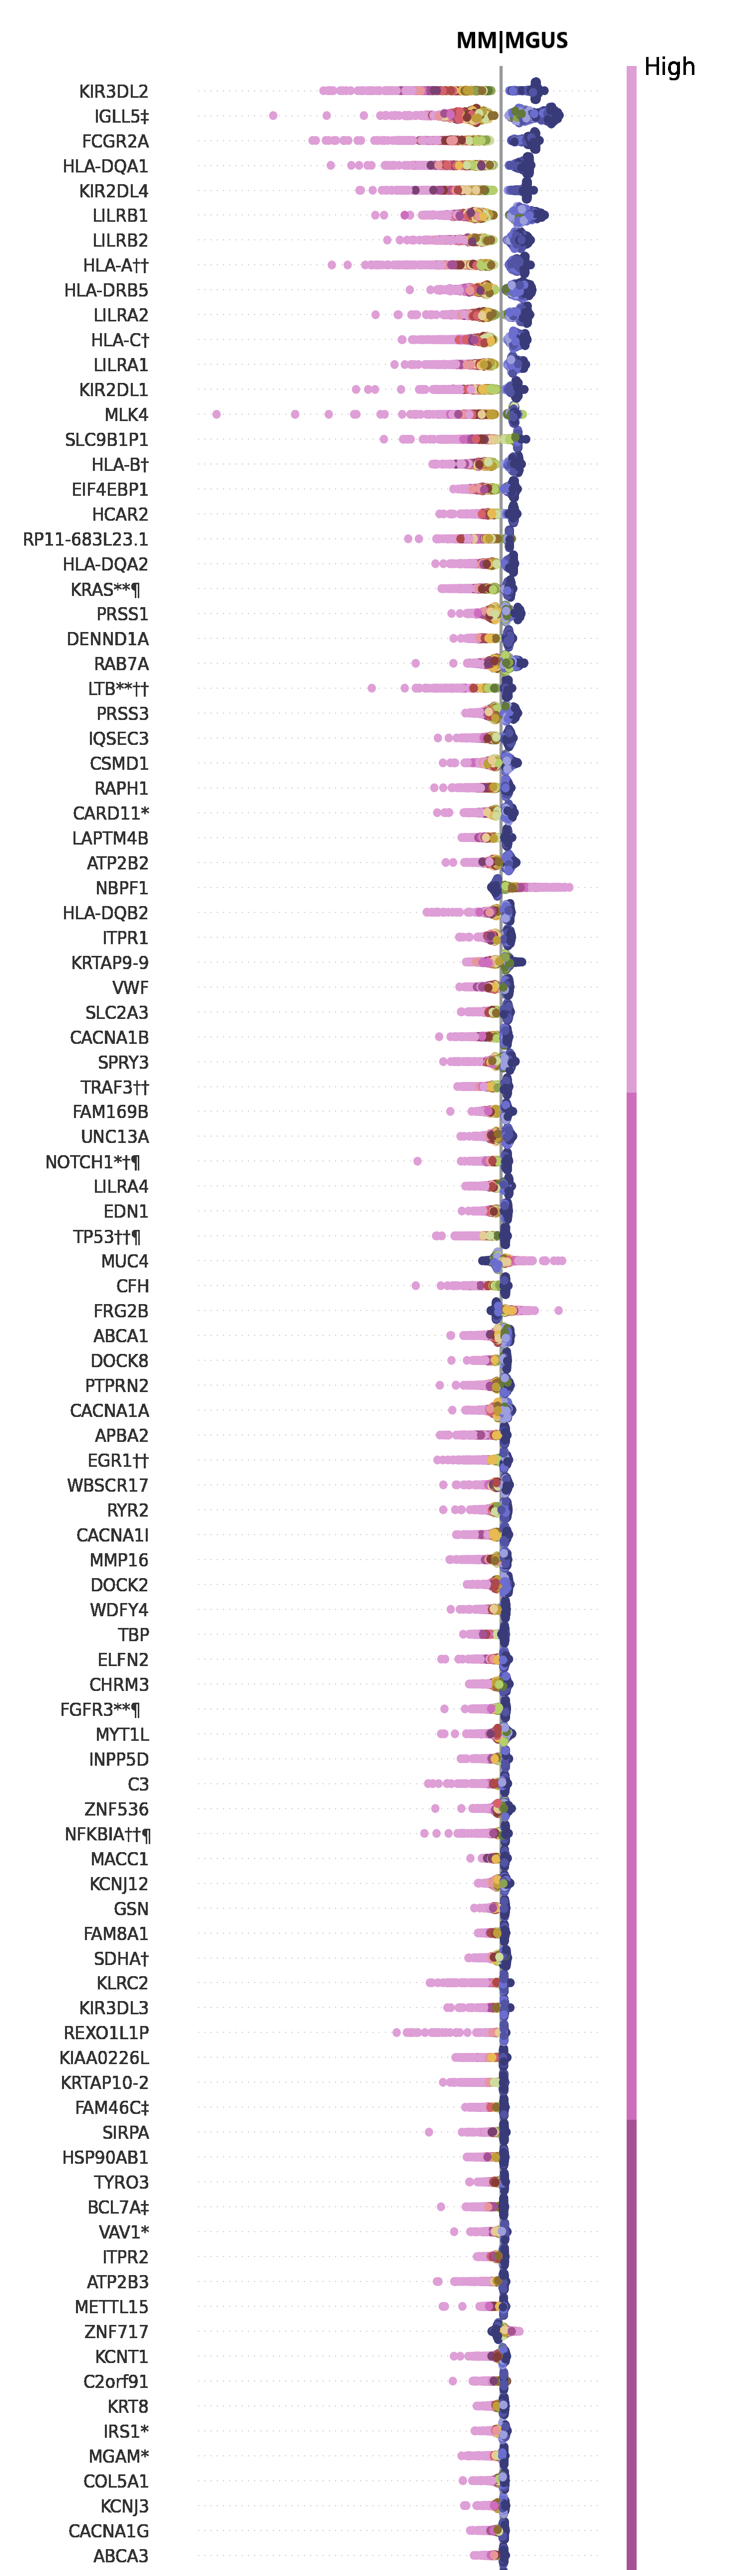 MM|MGUS
High
KIR3DL2
IGLL5‡
FCGR2A
HLA-DQA1
KIR2DL4
LILRB1
LILRB2
HLA-A††
HLA-DRB5
LILRA2
HLA-C†
LILRA1
KIR2DL1
MLK4
SLC9B1P1
HLA-B†
EIF4EBP1
HCAR2
RP11-683L23.1
HLA-DQA2
KRAS**¶
PRSS1
DENND1A
RAB7A
LTB**††
PRSS3
IQSEC3
CSMD1
RAPH1
CARD11*
LAPTM4B
ATP2B2
NBPF1
HLA-DQB2
ITPR1
KRTAP9-9
VWF
SLC2A3
CACNA1B
SPRY3
TRAF3††
FAM169B
UNC13A
NOTCH1*†¶
LILRA4
EDN1
TP53††¶
MUC4
CFH
FRG2B
ABCA1
DOCK8
PTPRN2
CACNA1A
APBA2
EGR1††
WBSCR17
RYR2
CACNA1I
MMP16
DOCK2
WDFY4
TBP
ELFN2
CHRM3
FGFR3**¶
MYT1L
INPP5D
C3
ZNF536
NFKBIA††¶
MACC1
KCNJ12
GSN
FAM8A1
SDHA†
KLRC2
KIR3DL3
REXO1L1P
KIAA0226L
KRTAP10-2
FAM46C‡
SIRPA
HSP90AB1
TYRO3
BCL7A‡
VAV1*
ITPR2
ATP2B3
METTL15
ZNF717
KCNT1
C2orf91
KRT8
IRS1*
MGAM*
COL5A1
KCNJ3
CACNA1G
ABCA3